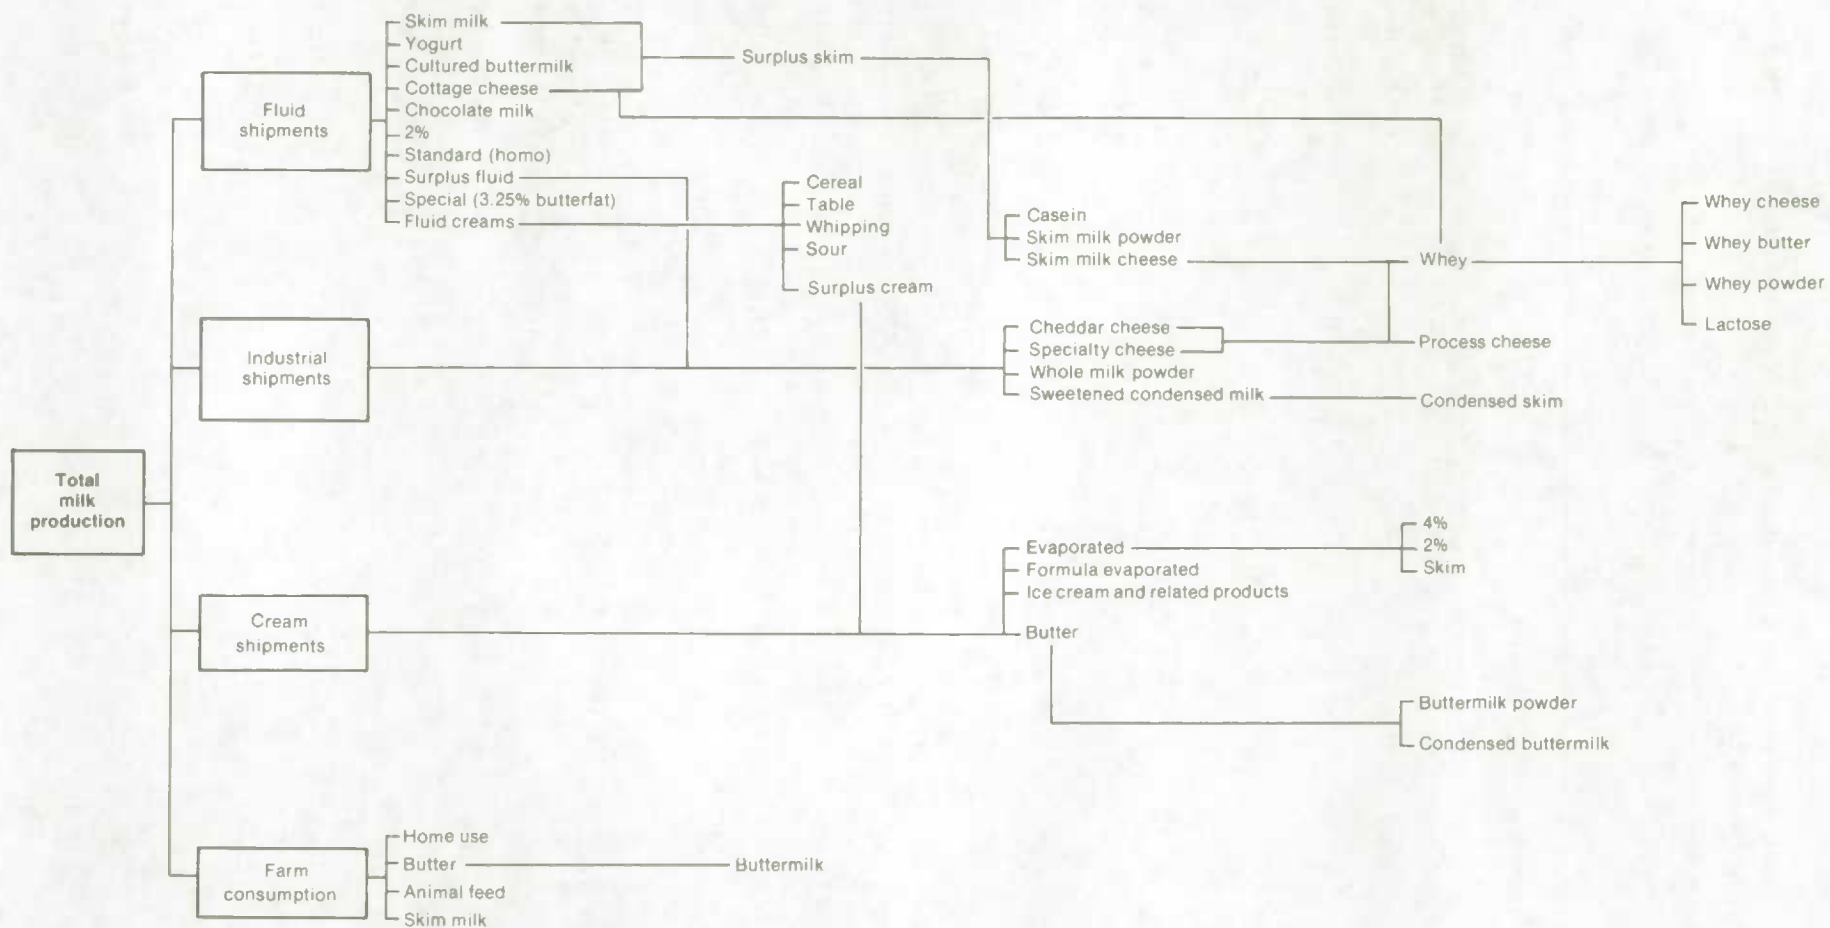 Total
milk
production
Fluid
shipments
Skim milk
Yogurt
Cultured buttermilk
Cottage cheese
Chocolate milk
2%
Standard (homo)
Surplus fluid
Special (3.25% butterfat)
Fluid creams
Surplus skim
Cereal
Table
Whipping
Sour
Surplus cream
Casein
Skim milk powder
Skim milk cheese
Whey
Whey cheese
Whey butter
Whey powder
Lactose
Industrial
shipments
Cheddar cheese
Specialty cheese
Whole milk powder
Sweetened condensed milk
Process cheese
Condensed skim
Cream
shipments
Evaporated
Formula evaporated
Ice cream and related products
Butter
4%
2%
Skim
Buttermilk powder
Condensed buttermilk
Farm
consumption
Home use
Butter
Animal feed
Skim milk
Buttermilk